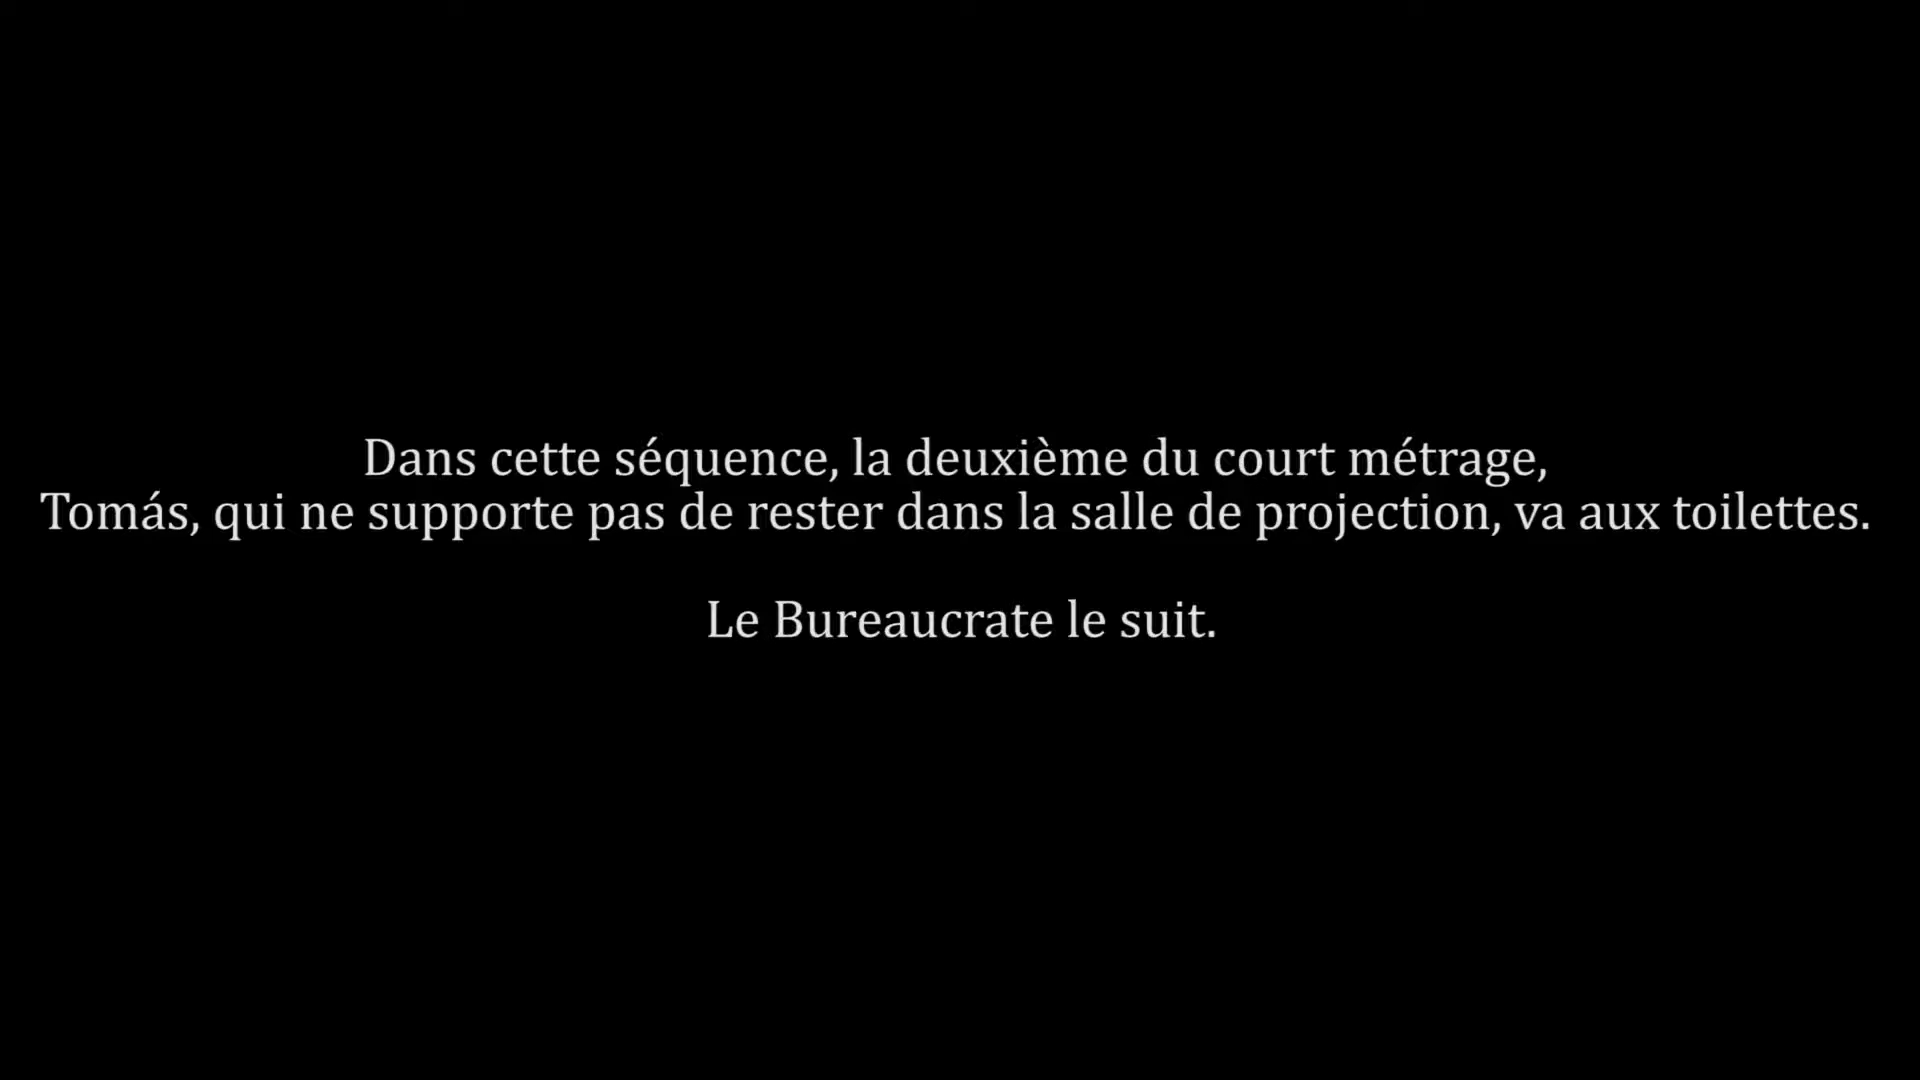 Dans cette séquence, la deuxième du court métrage,
Tomás, qui ne supporte pas de rester dans la salle de projection, va aux toilettes.
Le Bureaucrate le suit.